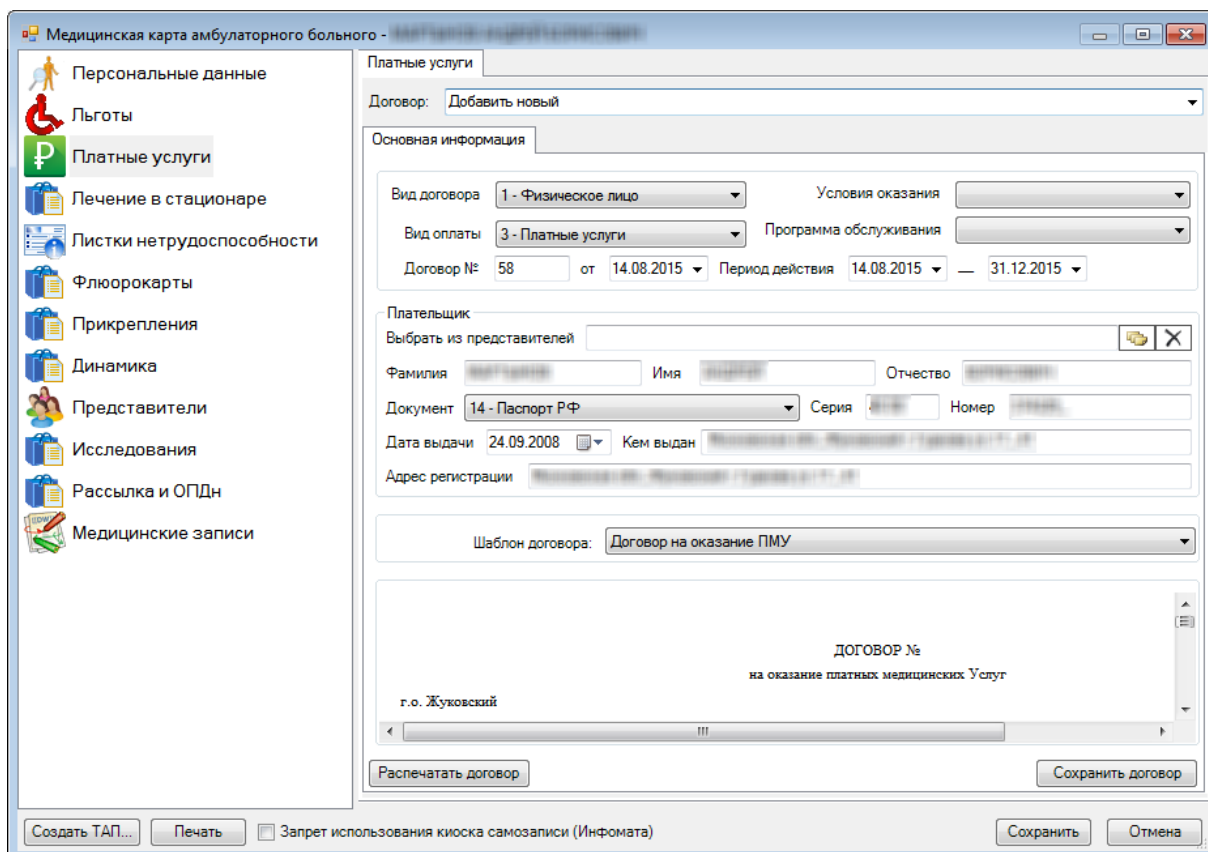 Медицинская карта амбулаторного больного -
Персональные данные
Льготы
Платные услуги
Лечение в стационаре
Листки нетрудоспособности
Флюорокарты
Прикрепления
Динамика
Представители
Исследования
Рассылка и ОПДн
Медицинские записи
Платные услуги
Договор: Добавить новый
Основная информация
Вид договора 1 - Физическое лицо Условия оказания
Вид оплаты 3 - Платные услуги Программа обслуживания
Договор № 58 от 14.08.2015 Период действия 14.08.2015 — 31.12.2015
Плательщик
Выбрать из представителей
Фамилия Имя Отчество
Документ 14 - Паспорт РФ Серия Номер
Дата выдачи 24.09.2008 Кем выдан
Адрес регистрации
Шаблон договора: Договор на оказание ПМУ
ДОГОВОР №
на оказание платных медицинских Услуг
г.о. Жуковский
Распечатать договор Сохранить договор
Создать ТАП... Печать Запрет использования киоска самозаписи (Инфомата) Сохранить Отмена